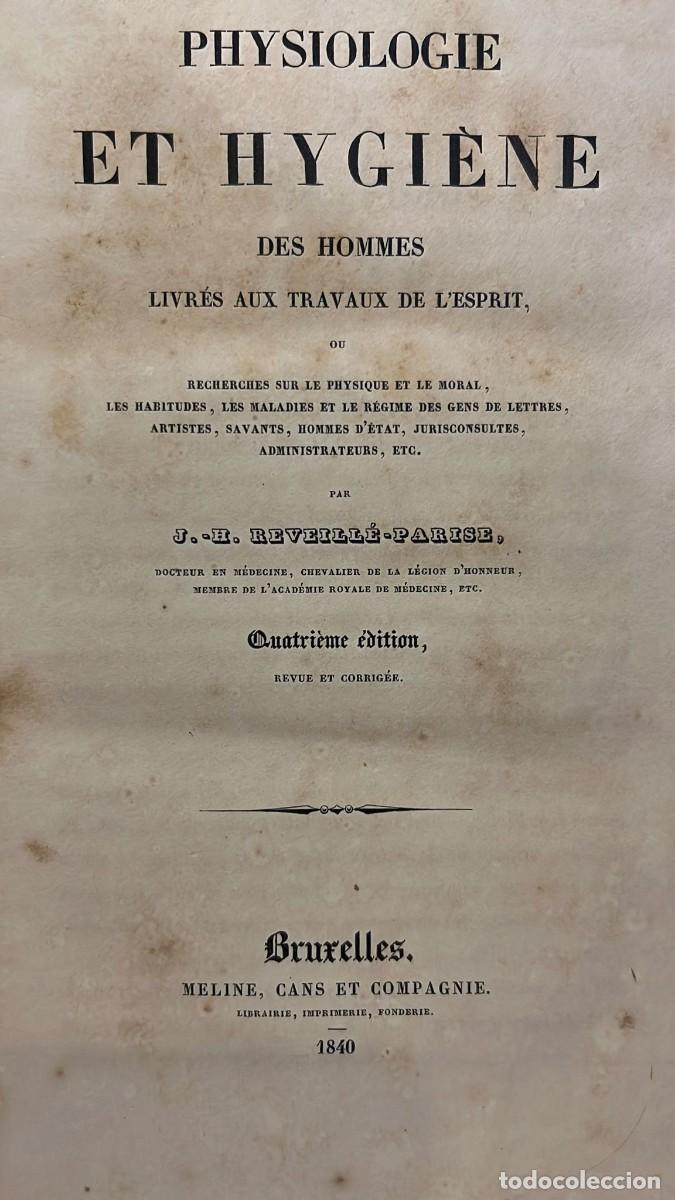 PHYSIOLOGIE
ET HYGIÈNE
DES HOMMES
LIVRÉS AUX TRAVAUX DE L'ESPRIT,
OU
RECHERCHES SUR LE PHYSIQUE ET LE MORAL,
LES HABITUDES, LES MALADIES ET LE RÉGIME DES GENS DE LETTRES,
ARTISTES, SAVANTS, HOMMES D'ÉTAT, JURISCONSULTES,
ADMINISTRATEURS, ETC.
PAR
J.-H. REVEILLÉ-PARISE,
DOCTEUR EN MÉDECINE, CHEVALIER DE LA LÉGION D'HONNEUR,
MEMBRE DE L'ACADÉMIE ROYALE DE MÉDECINE, ETC.
Quatrième édition,
REVUE ET CORRIGÉE.
Bruxelles.
MELINE, CANS ET COMPAGNIE.
LIBRAIRIE, IMPRIMERIE, FONDERIE.
1840
todocoleccion